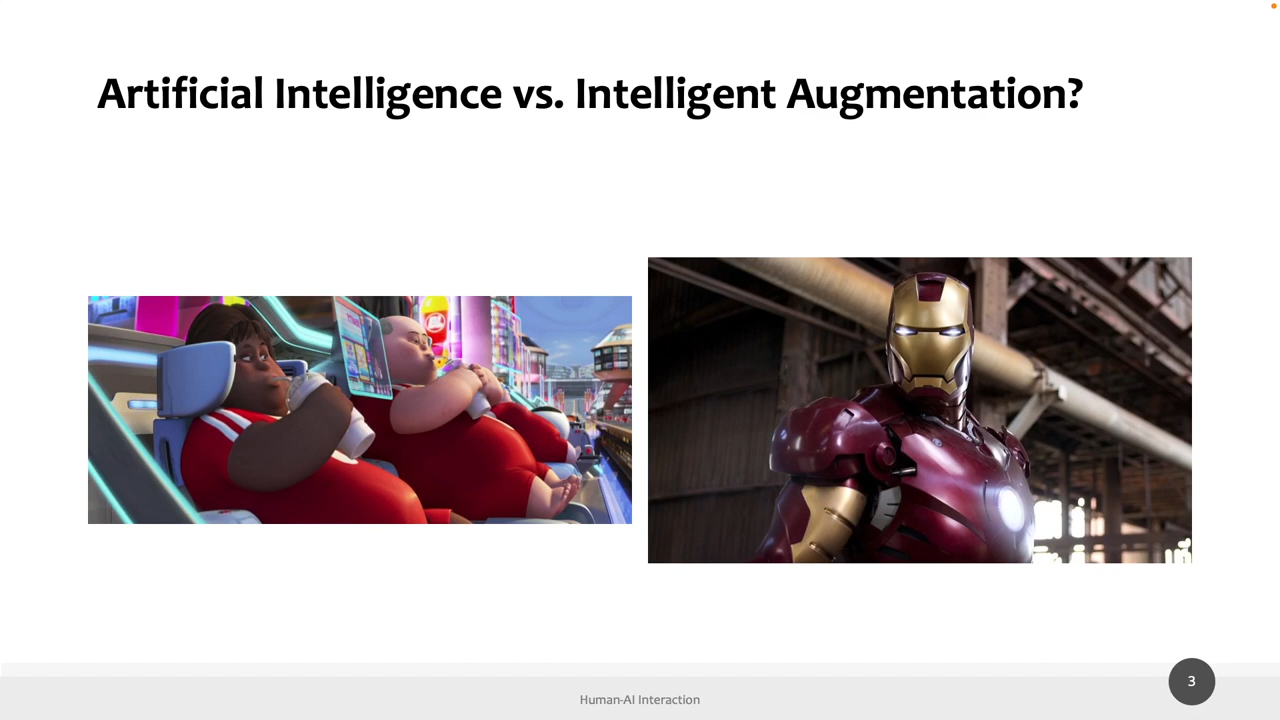 Artificial Intelligence vs. Intelligent Augmentation?
Human-AI Interaction
3